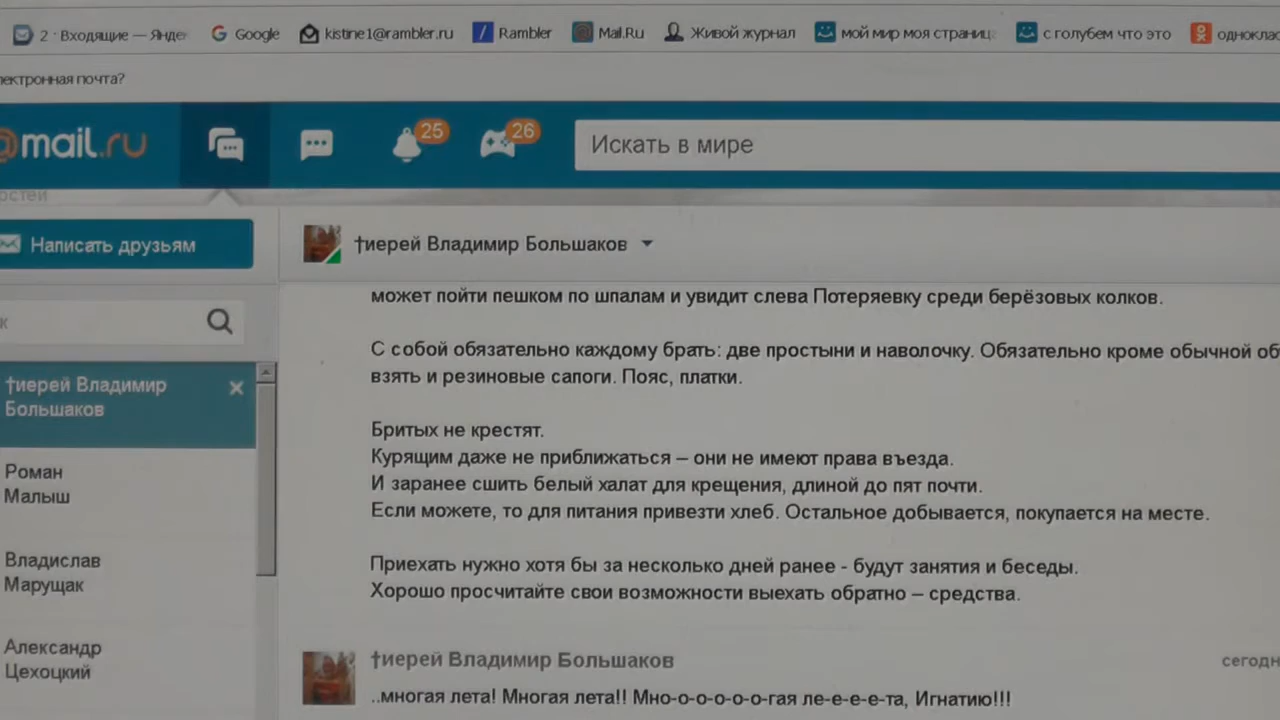 2 · Входящие — Янде
Google
kistine1@rambler.ru
Rambler
Mail.Ru
Живой журнал
мой мир моя страниц
с голубем что это
одноклас
лектронная почта?
@mail.ru
25
26
Искать в мире
остей
Написать друзьям
†иерей Владимир Большаков
может пойти пешком по шпалам и увидит слева Потеряевку среди берёзовых колков.
к
С собой обязательно каждому брать: две простыни и наволочку. Обязательно кроме обычной об
взять и резиновые сапоги. Пояс, платки.
†иерей Владимир
Большаков
Бритых не крестят.
Курящим даже не приближаться – они не имеют права въезда.
И заранее сшить белый халат для крещения, длиной до пят почти.
Если можете, то для питания привезти хлеб. Остальное добывается, покупается на месте.
Роман
Малыш
Приехать нужно хотя бы за несколько дней ранее - будут занятия и беседы.
Хорошо просчитайте свои возможности выехать обратно – средства.
Владислав
Марущак
Александр
Цехоцкий
†иерей Владимир Большаков
сегодн
..многая лета! Многая лета!! Мно-о-о-о-о-гая ле-е-е-е-та, Игнатию!!!